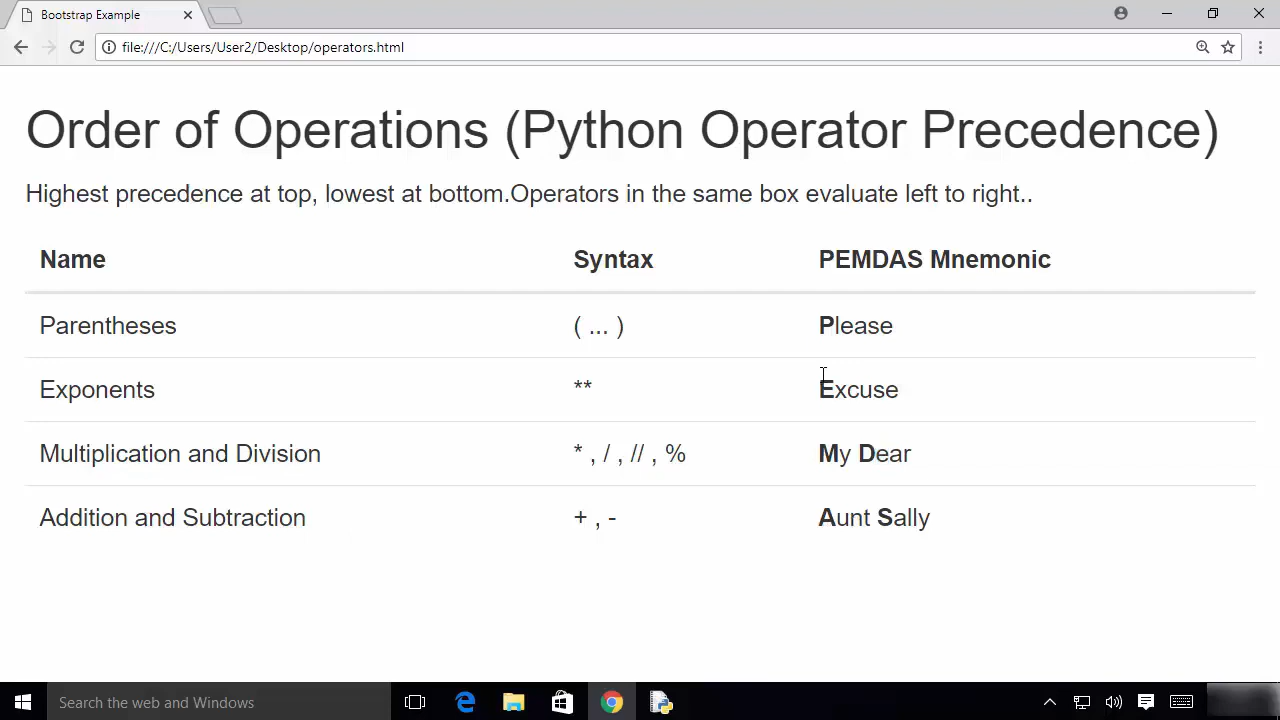 Bootstrap Example
file:///C:/Users/User2/Desktop/operators.html
Order of Operations (Python Operator Precedence)
Highest precedence at top, lowest at bottom.Operators in the same box evaluate left to right..
Name Syntax PEMDAS Mnemonic
Parentheses ( ... ) Please
Exponents ** Excuse
Multiplication and Division * , / , // , % My Dear
Addition and Subtraction + , - Aunt Sally
Search the web and Windows